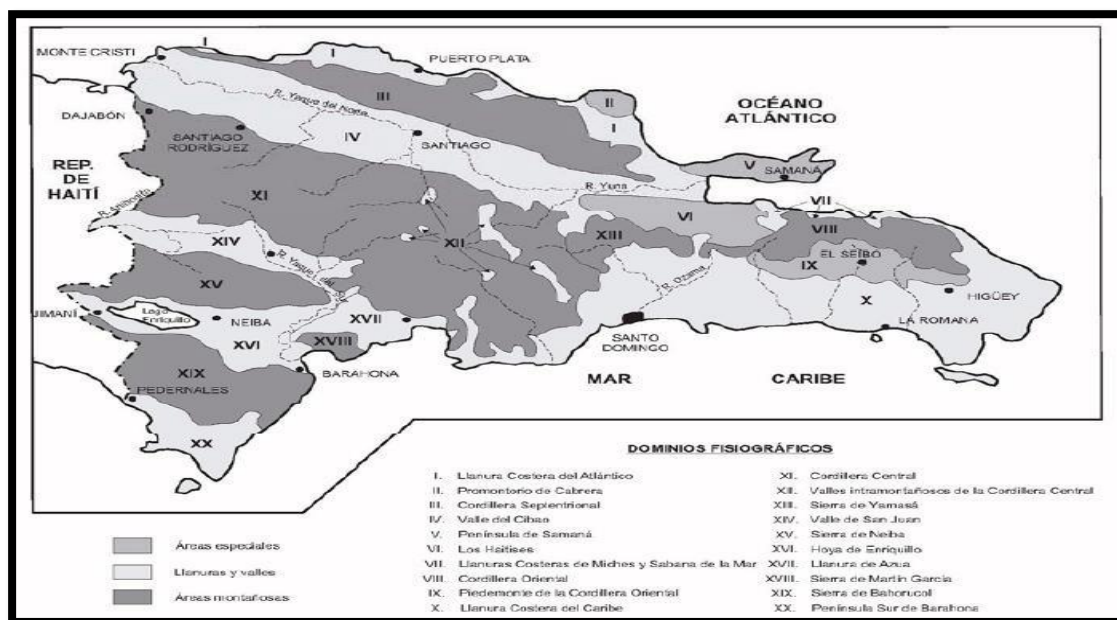 MONTE CRISTI
I
I
PUERTO PLATA
DAJABÓN
R. Yaque del Norte
III
II
I
OCÉANO
ATLÁNTICO
SANTIAGO
RODRÍGUEZ
IV
SANTIAGO
REP.
DE
HAITÍ
V
SAMANÁ
R. Yuna
R. Artibonito
XI
VII
VI
VIII
XIV
XII
XIII
EL SEIBO
IX
R. Yaque del Sur
R. Ozama
XV
X
HIGÜEY
JIMANÍ
Lago
Enriquillo
NEIBA
XVII
LA ROMANA
XVI
XVIII
SANTO
DOMINGO
XIX
BARAHONA
MAR CARIBE
PEDERNALES
XX
DOMINIOS FISIOGRÁFICOS
I. Llanura Costera del Atlántico
II. Promontorio de Cabrera
III. Cordillera Septentrional
IV. Valle del Cibao
V. Península de Samaná
VI. Los Haitises
VII. Llanuras Costeras de Miches y Sabana de la Mar
VIII. Cordillera Oriental
IX. Piedemonte de la Cordillera Oriental
X. Llanura Costera del Caribe
XI. Cordillera Central
XII. Valles intramontañosos de la Cordillera Central
XIII. Sierra de Yamasá
XIV. Valle de San Juan
XV. Sierra de Neiba
XVI. Hoya de Enriquillo
XVII. Llanura de Azua
XVIII. Sierra de Martín García
XIX. Sierra de Bahoruco
XX. Península Sur de Barahona
Áreas especiales
Llanuras y valles
Áreas montañosas